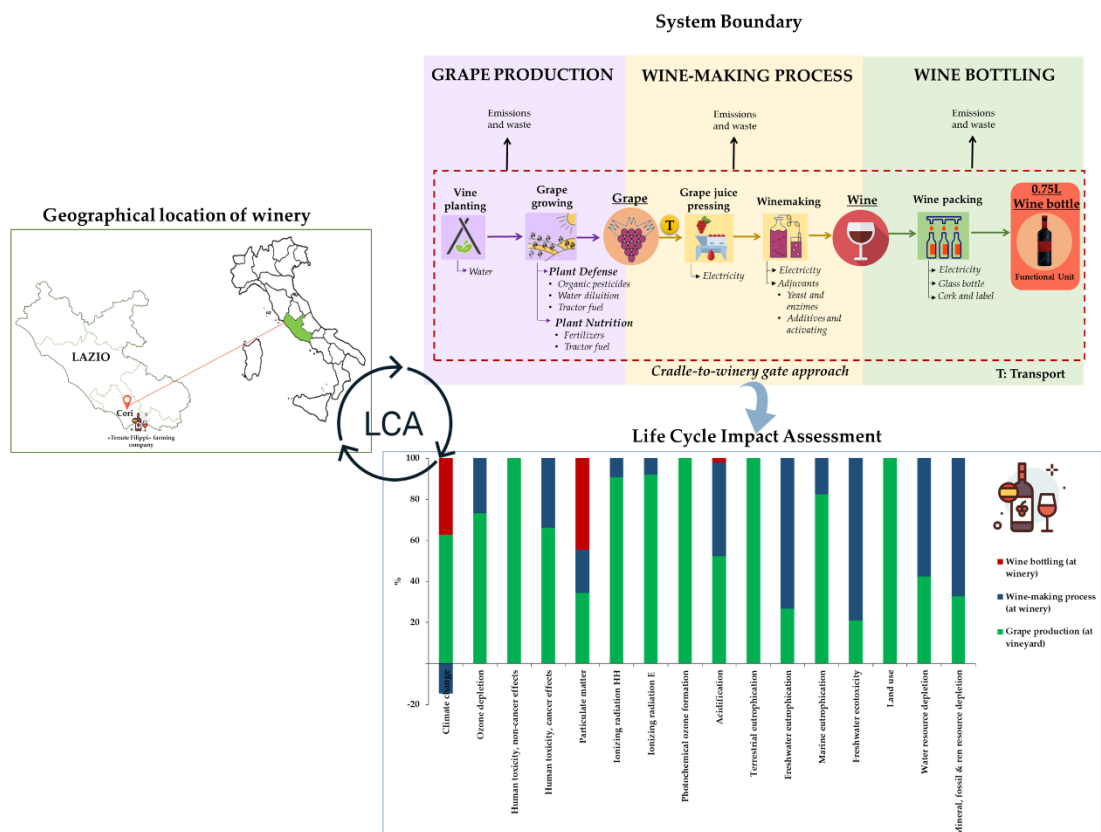 System Boundary
GRAPE PRODUCTION
WINE-MAKING PROCESS
WINE BOTTLING
Emissions
and waste
Emissions
and waste
Emissions
and waste
Vine
planting
Water
Grape
growing
Plant Defense
• Organic pesticides
• Water diluition
• Tractor fuel
Plant Nutrition
• Fertilizers
• Tractor fuel
Grape
T
Grape juice
pressing
Electricity
Winemaking
Electricity
Adjuvants
• Yeast and
enzimes
• Additives and
activating
Wine
Wine packing
Electricity
Glass bottle
Cork and label
0.75L
Wine bottle
Functional Unit
Cradle-to-winery gate approach
T: Transport
Geographical location of winery
LAZIO
Cori
«Tenute Filippi» farming
company
LCA
Life Cycle Impact Assessment
100
80
60
40
20
0
-20
%
Climate change
Ozone depletion
Human toxicity, non-cancer effects
Human toxicity, cancer effects
Particulate matter
Ionizing radiation HH
Ionizing radiation E
Photochemical ozone formation
Acidification
Terrestrial eutrophication
Freshwater eutrophication
Marine eutrophication
Freshwater ecotoxicity
Land use
Water resource depletion
Mineral, fossil & ren resource depletion
Wine bottling (at
winery)
Wine-making process
(at winery)
Grape production (at
vineyard)